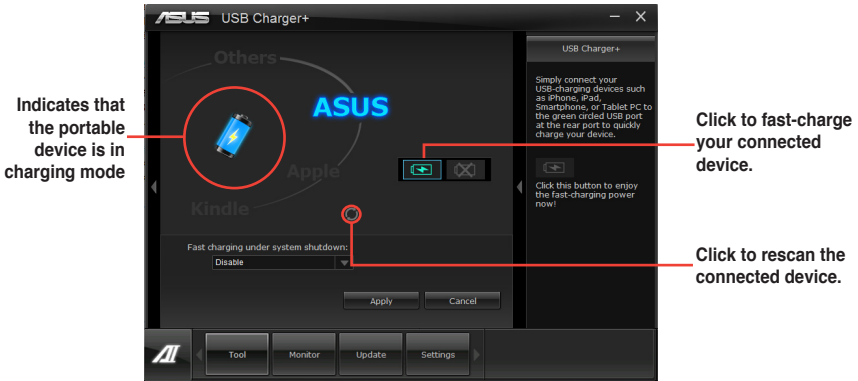 ASUS USB Charger+
Others
ASUS
Apple
Kindle
Fast charging under system shutdown:
Disable
Apply
Cancel
USB Charger+
Simply connect your
USB-charging devices such
as iPhone, iPad,
Smartphone, or Tablet PC to
the green circled USB port
at the rear port to quickly
charge your device.
Click this button to enjoy
the fast-charging power
now!
Tool
Monitor
Update
Settings
Indicates that
the portable
device is in
charging mode
Click to fast-charge
your connected
device.
Click to rescan the
connected device.